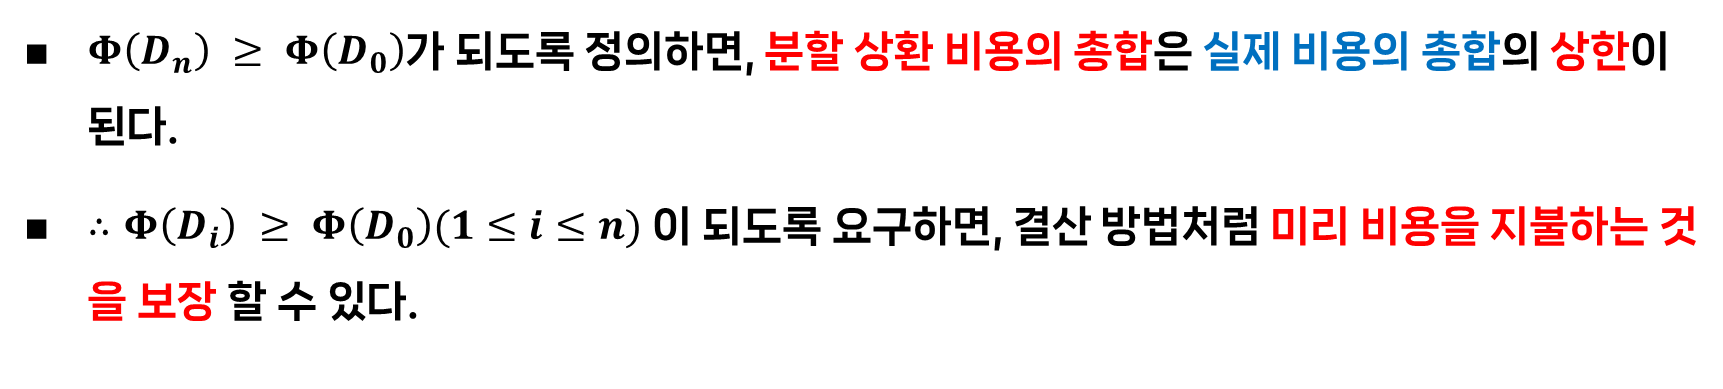 ▪ Φ(Dₙ) ≥ Φ(D₀)가 되도록 정의하면, 분할 상환 비용의 총합은 실제 비용의 총합의 상한이
된다.
▪ ∴ Φ(Dᵢ) ≥ Φ(D₀)(1 ≤ i ≤ n) 이 되도록 요구하면, 결산 방법처럼 미리 비용을 지불하는 것
을 보장 할 수 있다.